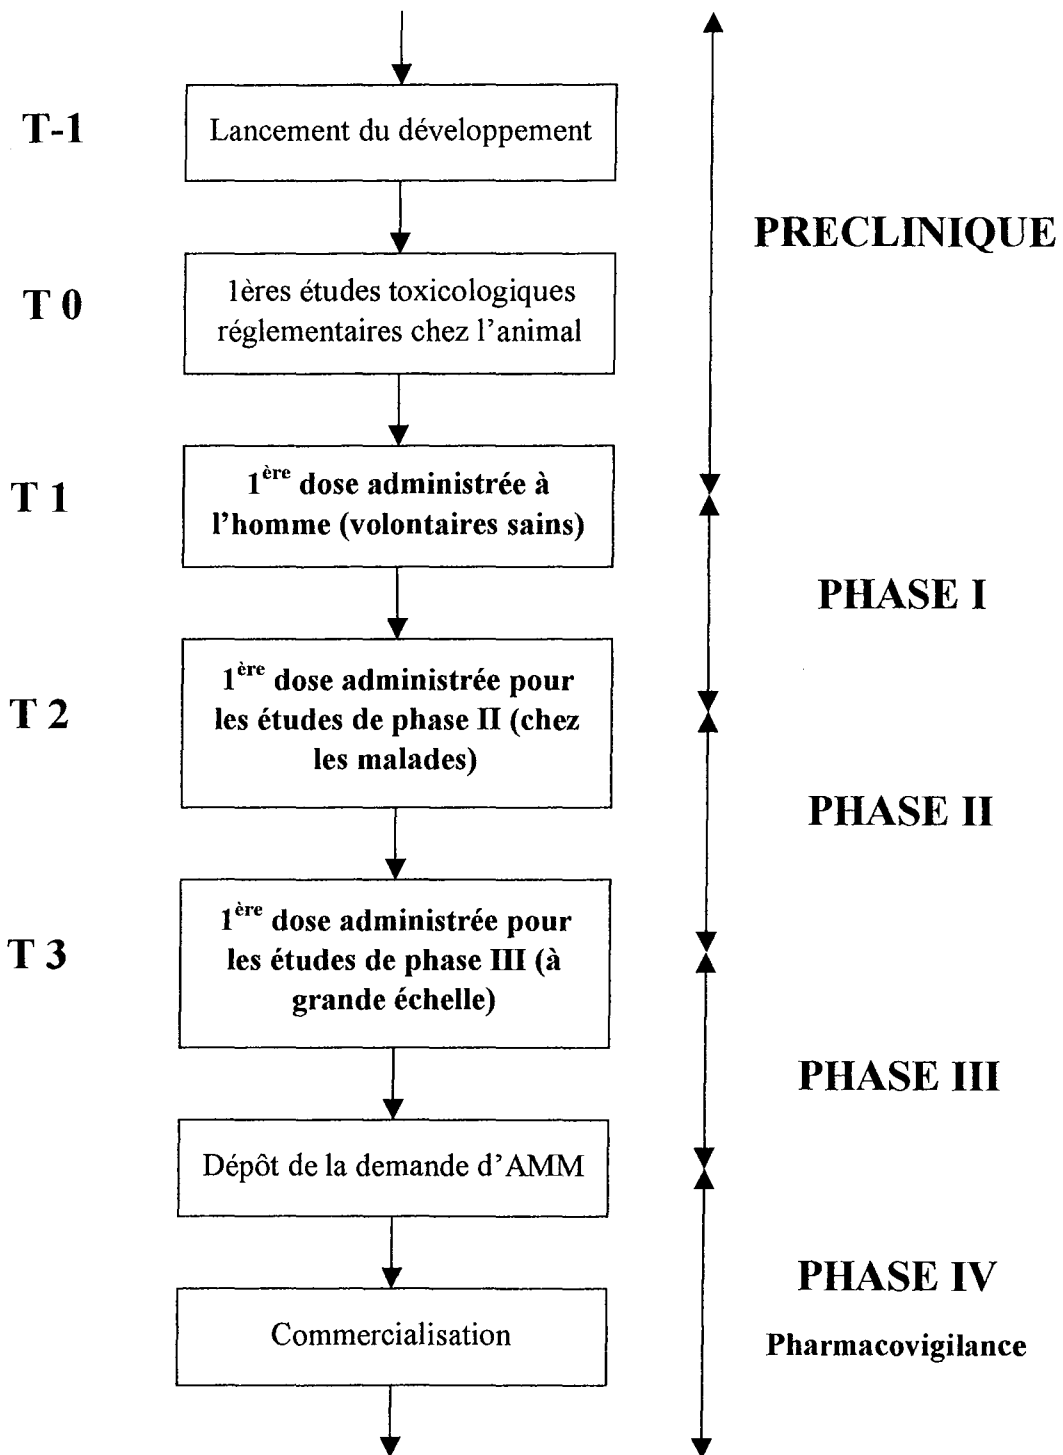 T-1
Lancement du développement
PRECLINIQUE
T 0
1ères études toxicologiques
réglementaires chez l'animal
T 1
1ère dose administrée à
l'homme (volontaires sains)
PHASE I
T 2
1ère dose administrée pour
les études de phase II (chez
les malades)
PHASE II
T 3
1ère dose administrée pour
les études de phase III (à
grande échelle)
PHASE III
Dépôt de la demande d'AMM
PHASE IV
Pharmacovigilance
Commercialisation